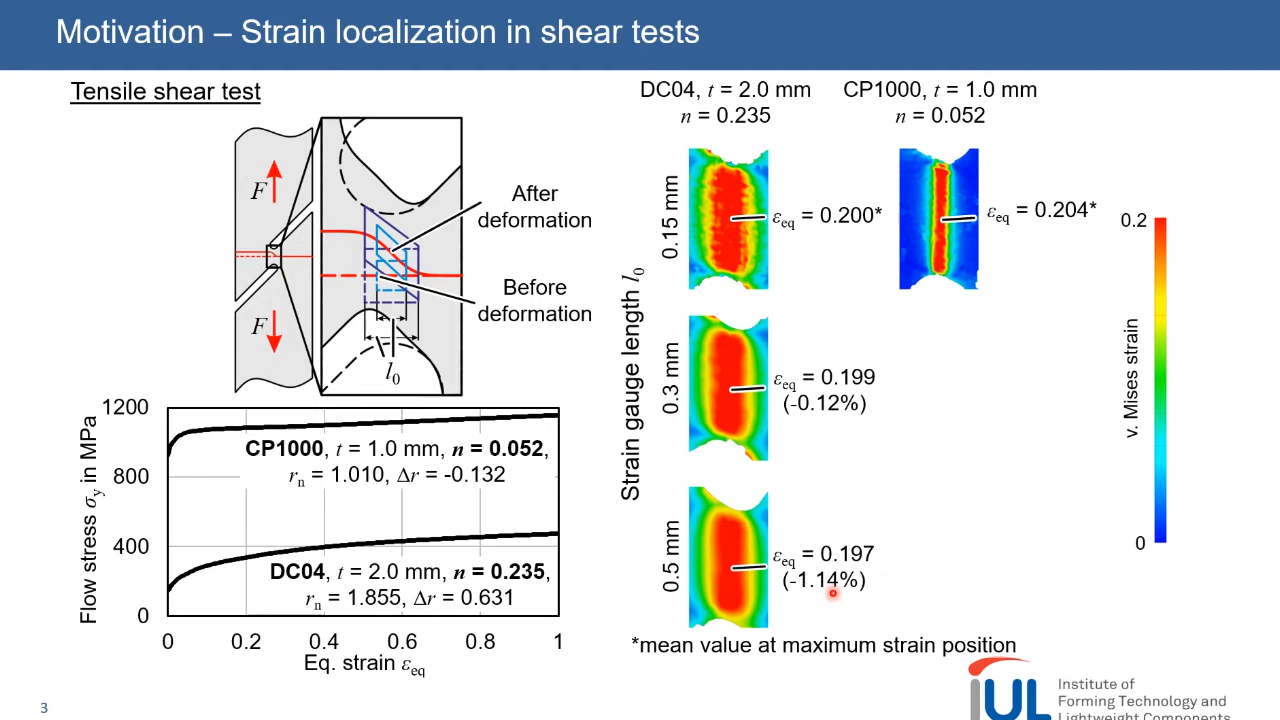 Motivation – Strain localization in shear tests
Tensile shear test
F
F
After
deformation
Before
deformation
l0
Flow stress σy in MPa
1200
800
400
0
CP1000, t = 1.0 mm, n = 0.052,
rn = 1.010, Δr = -0.132
DC04, t = 2.0 mm, n = 0.235,
rn = 1.855, Δr = 0.631
0 0.2 0.4 0.6 0.8 1
Eq. strain εeq
DC04, t = 2.0 mm
n = 0.235
CP1000, t = 1.0 mm
n = 0.052
Strain gauge length l0
0.15 mm
εeq = 0.200*
εeq = 0.204*
0.3 mm
εeq = 0.199
(-0.12%)
0.5 mm
εeq = 0.197
(-1.14%)
0.2
v. Mises strain
0
*mean value at maximum strain position
3
iUL
Institute of
Forming Technology and
Lightweight Components